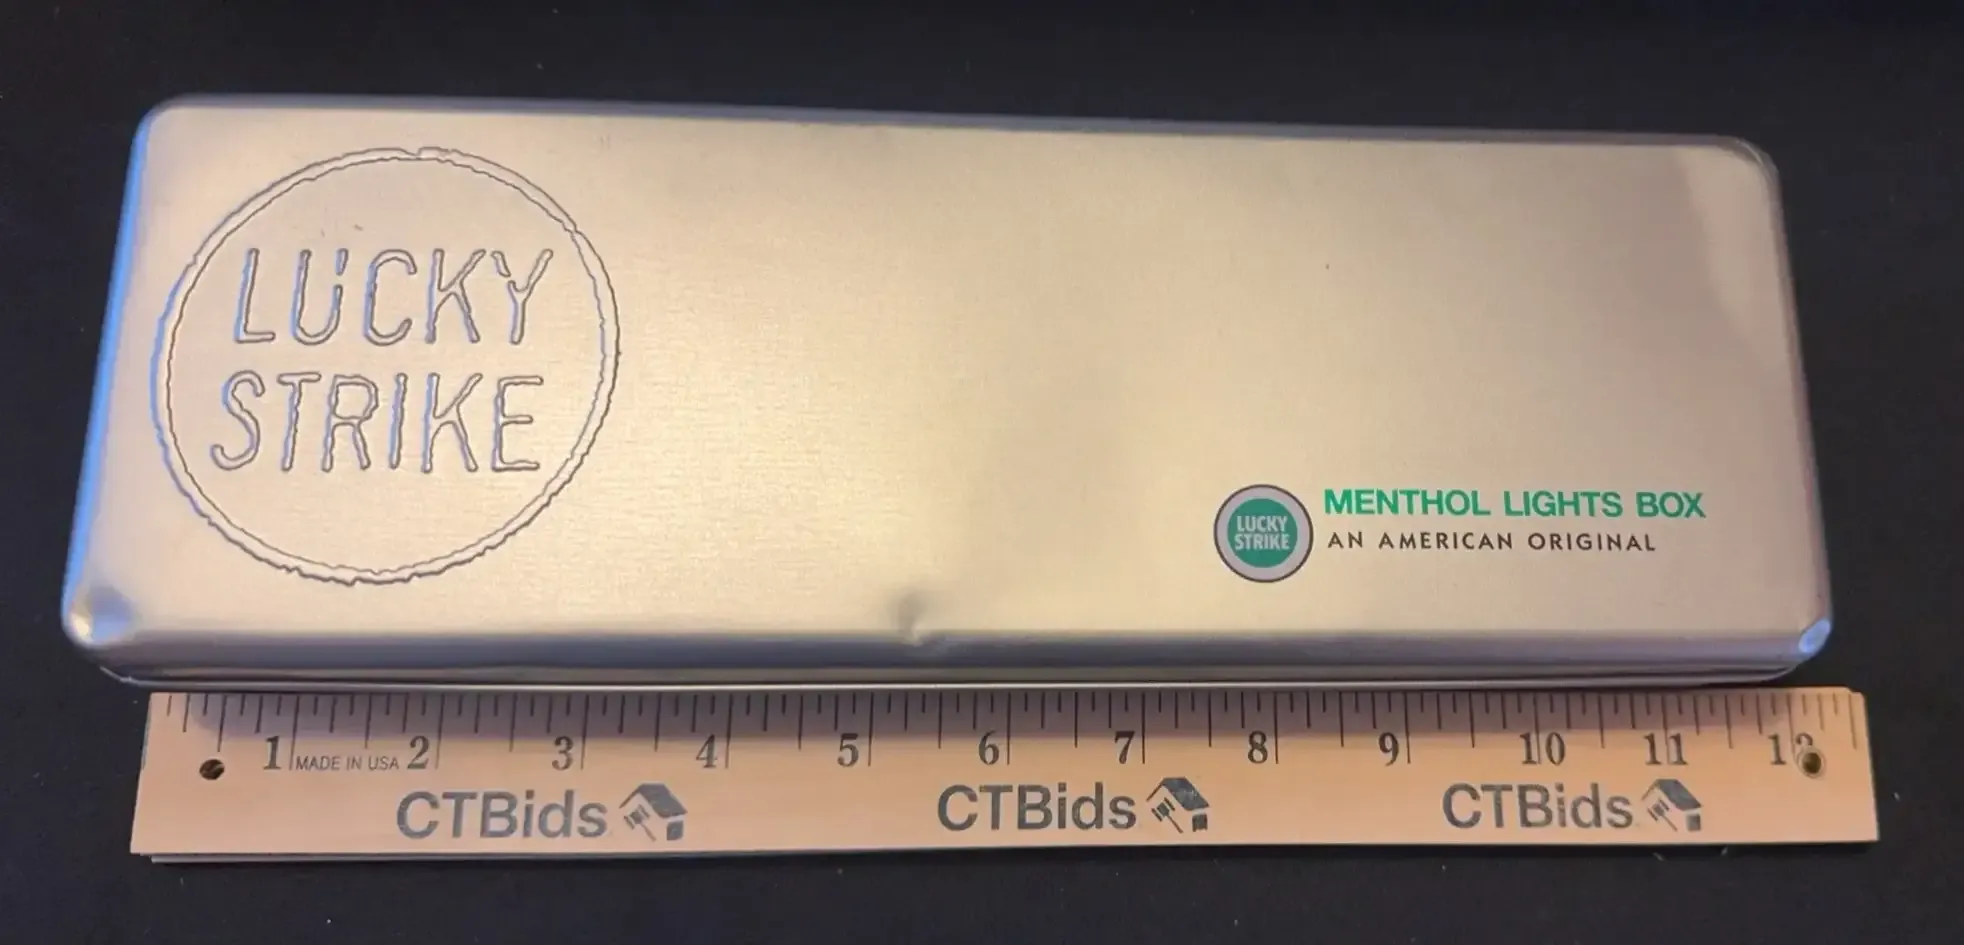 LUCKY
STRIKE
LUCKY
STRIKE
MENTHOL LIGHTS BOX
AN AMERICAN ORIGINAL
1 MADE IN USA 2 3 4 5 6 7 8 9 10 11 12
CTBids CTBids CTBids